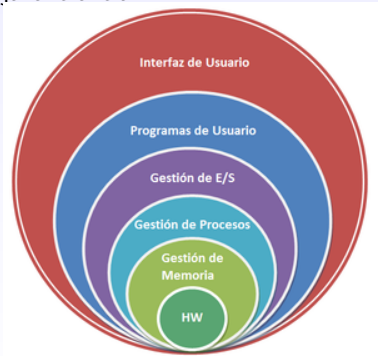 Interfaz de Usuario
Programas de Usuario
Gestión de E/S
Gestión de Procesos
Gestión de
Memoria
HW